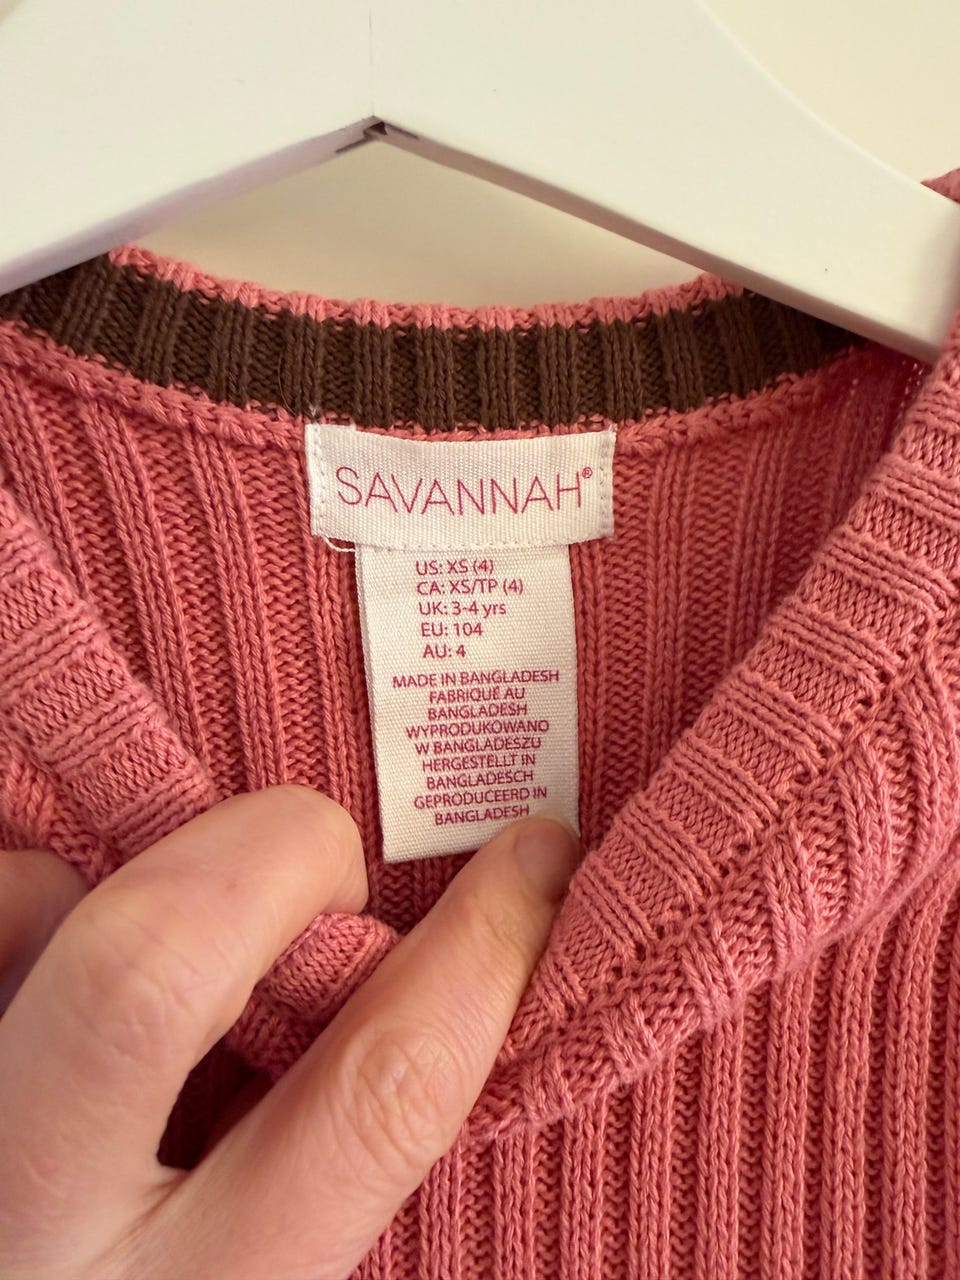 SAVANNAH®
US: XS (4)
CA: XS/TP (4)
UK: 3-4 yrs
EU: 104
AU: 4
MADE IN BANGLADESH
FABRIQUÉ AU
BANGLADESH
WYPRODUKOWANO
W BANGLADESZU
HERGESTELLT IN
BANGLADESCH
GEPRODUCEERD IN
BANGLADESH